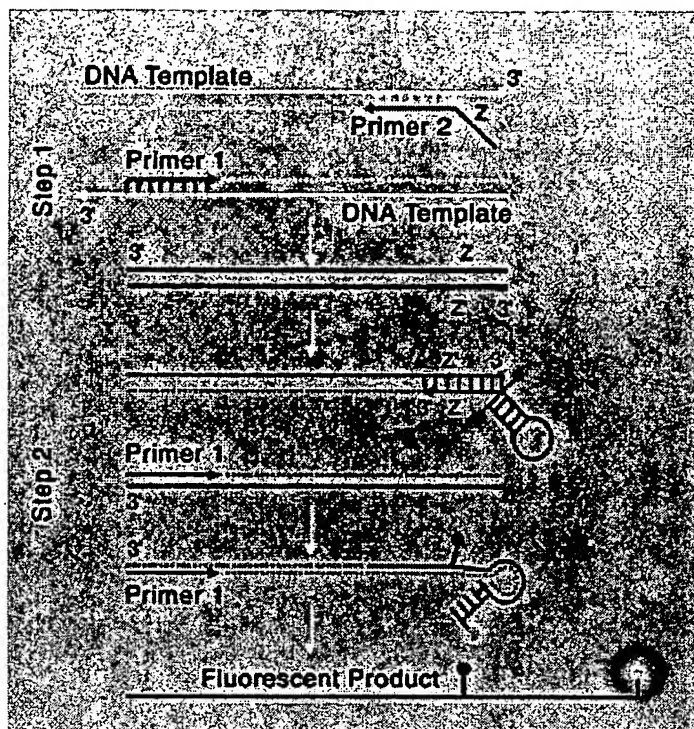 DNA Template 3'
Z
Primer 2
Step 1
Primer 1
3'
DNA Template
3' Z'
Z
Z' 3'
Z
Step 2
Primer 1
3'
3'
Primer 1
Fluorescent Product